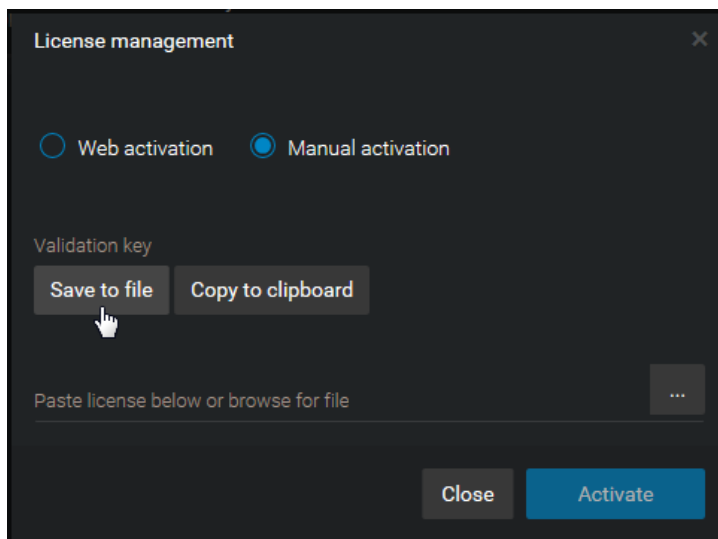 License management
Web activation Manual activation
Validation key
Save to file Copy to clipboard
Paste license below or browse for file ...
Close Activate